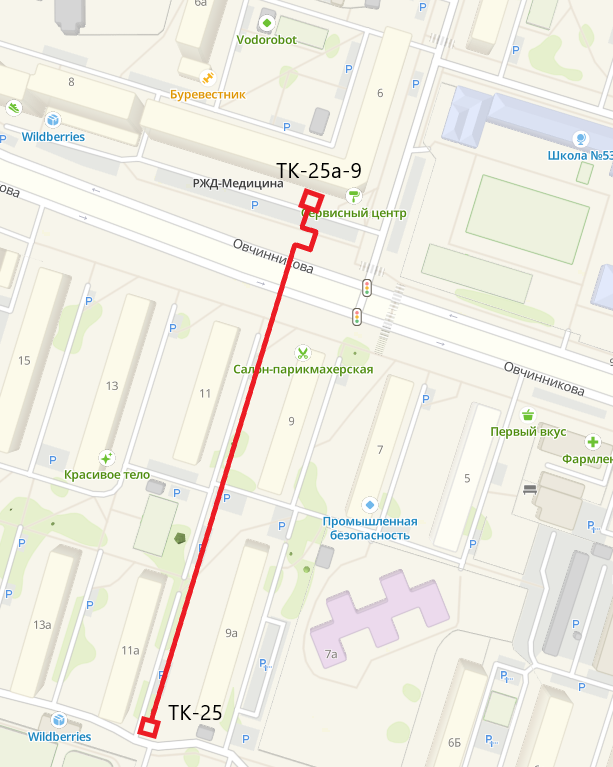 6а
Vodorobot
P
P
8
P
Буревестник
6
P
Wildberries
P
P
Школа №53
ТК-25а-9
РЖД-Медицина
P
Сервисный центр
Овчинникова
P
P
Салон-парикмахерская
Овчинникова
15
13
11
9
P
7
Первый вкус
P
Красивое тело
5
Фармлен
P
P
P
Промышленная
безопасность
P
P
P
P
P
13а
11а
9а
7а
P
P
P
P
ТК-25
Wildberries
P
P
6Б
6